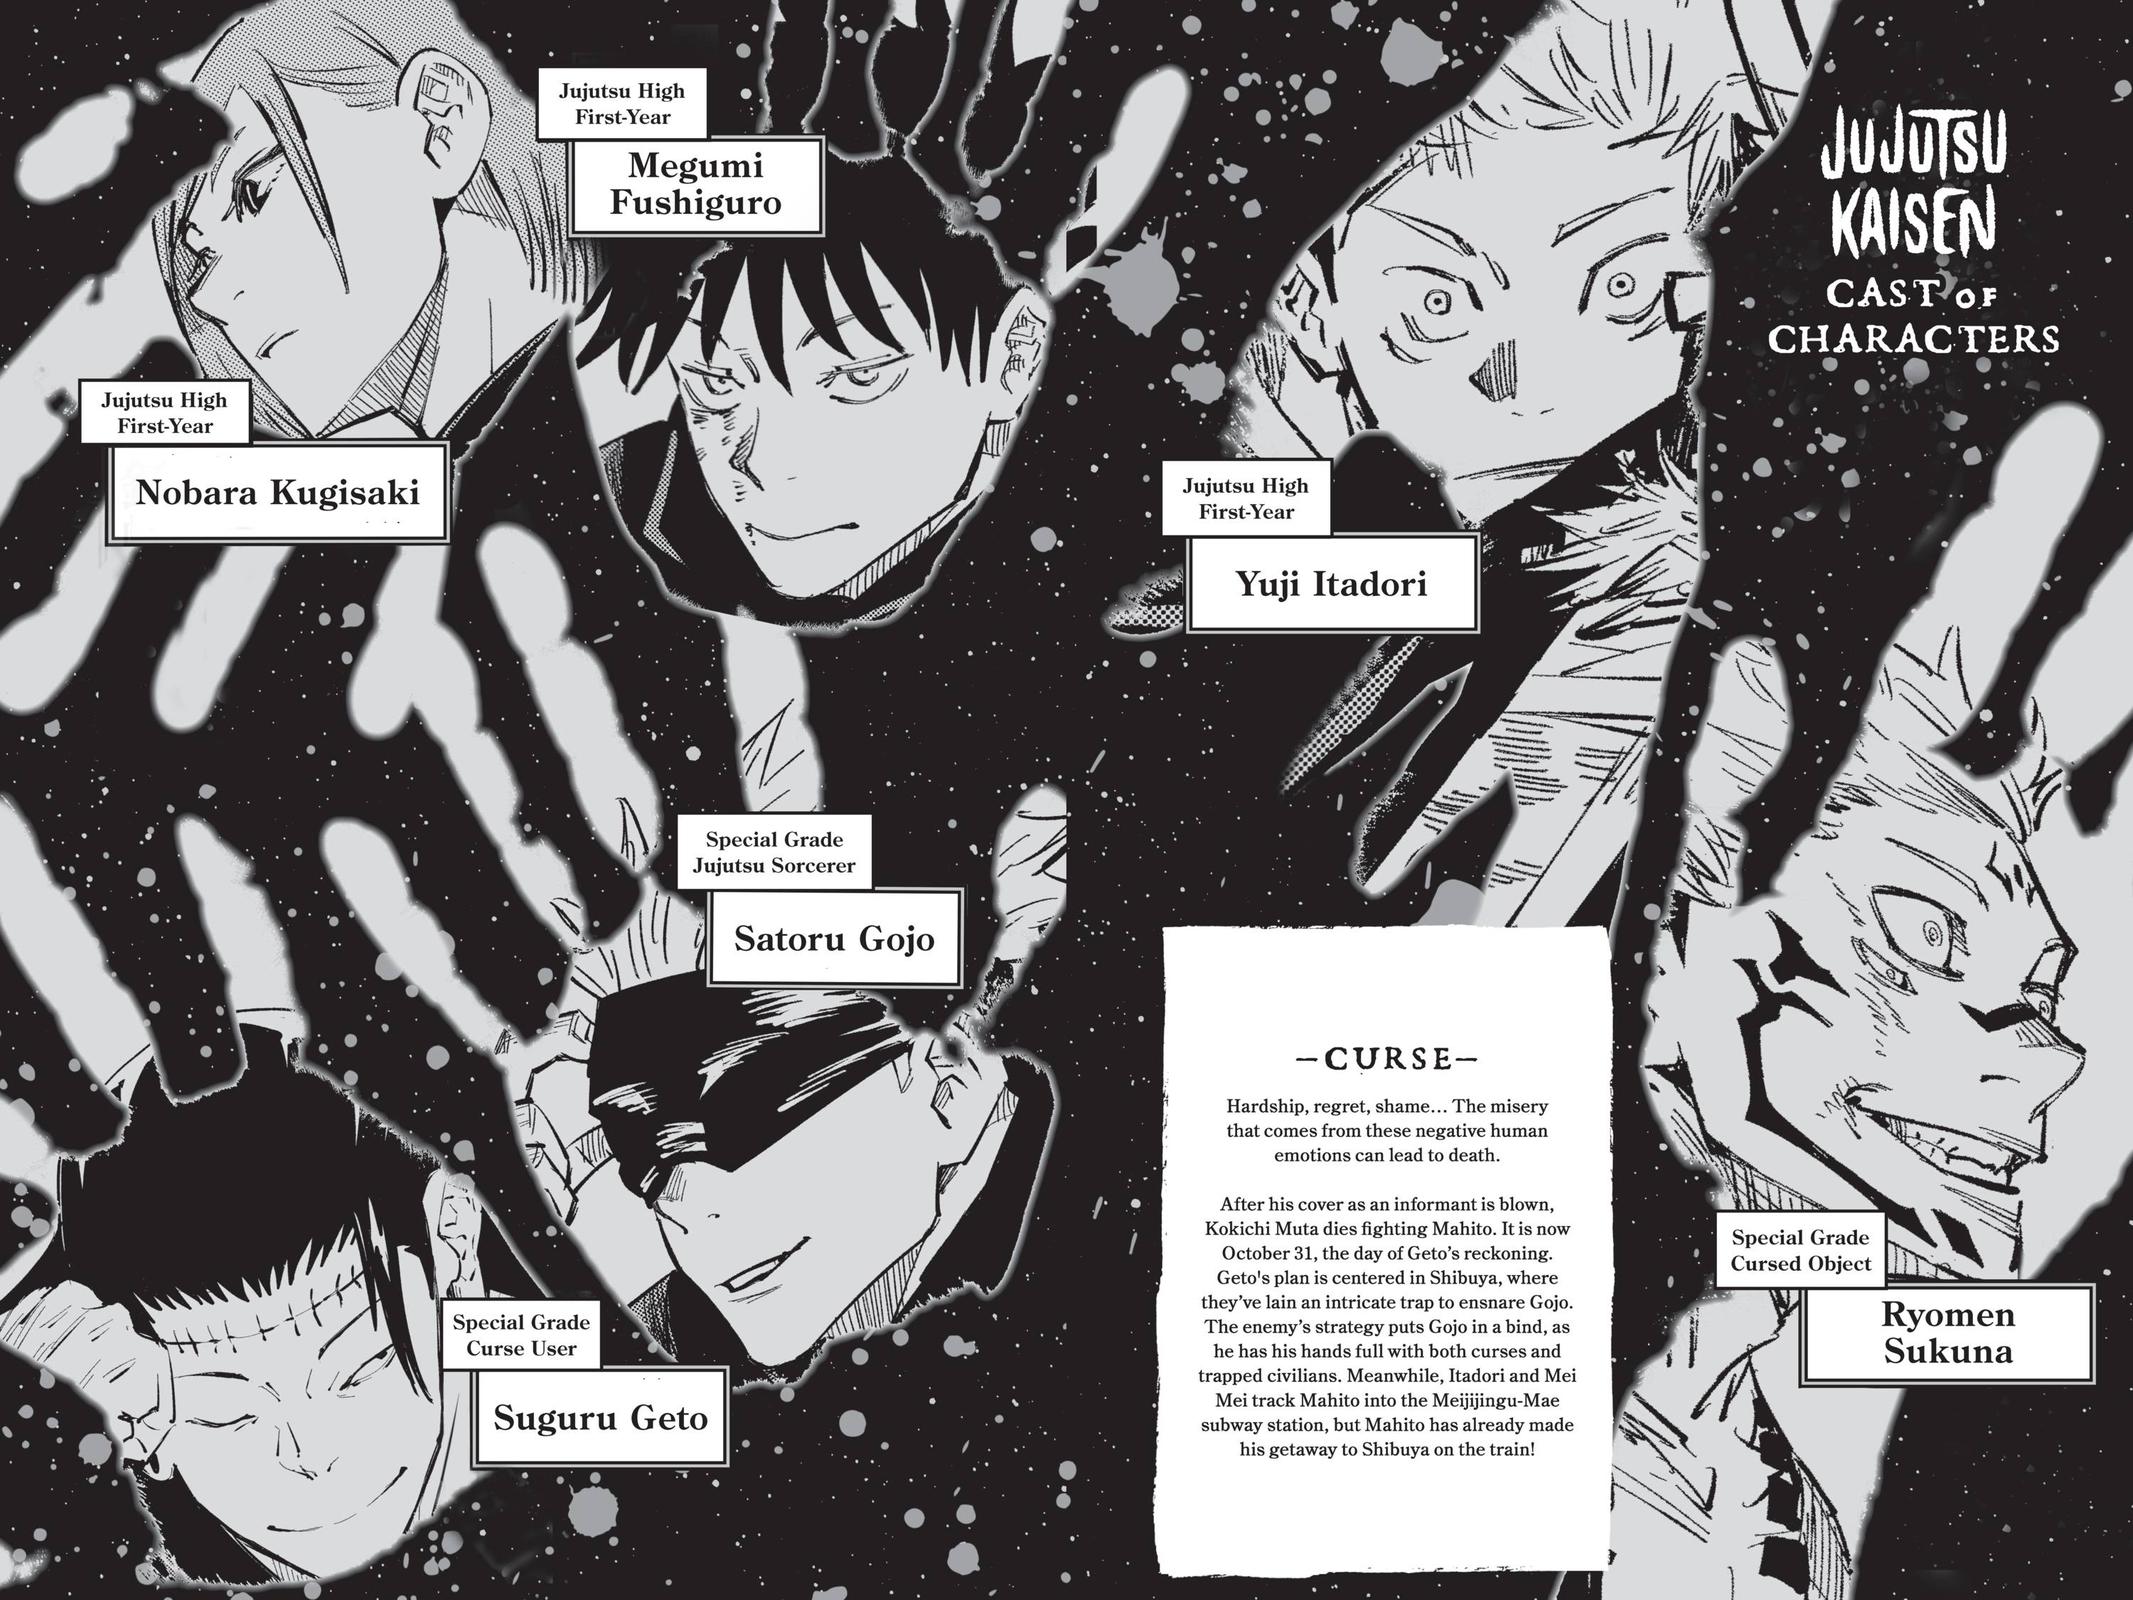 JUJUTSU
KAISEN
CAST OF
CHARACTERS
Jujutsu High
First-Year
Nobara Kugisaki
Jujutsu High
First-Year
Megumi
Fushiguro
Jujutsu High
First-Year
Yuji Itadori
Special Grade
Jujutsu Sorcerer
Satoru Gojo
Special Grade
Curse User
Suguru Geto
Special Grade
Cursed Object
Ryomen
Sukuna
—CURSE—
Hardship, regret, shame... The misery
that comes from these negative human
emotions can lead to death.
After his cover as an informant is blown,
Kokichi Muta dies fighting Mahito. It is now
October 31, the day of Geto’s reckoning.
Geto's plan is centered in Shibuya, where
they’ve lain an intricate trap to ensnare Gojo.
The enemy’s strategy puts Gojo in a bind, as
he has his hands full with both curses and
trapped civilians. Meanwhile, Itadori and Mei
Mei track Mahito into the Meijijingu-Mae
subway station, but Mahito has already made
his getaway to Shibuya on the train!